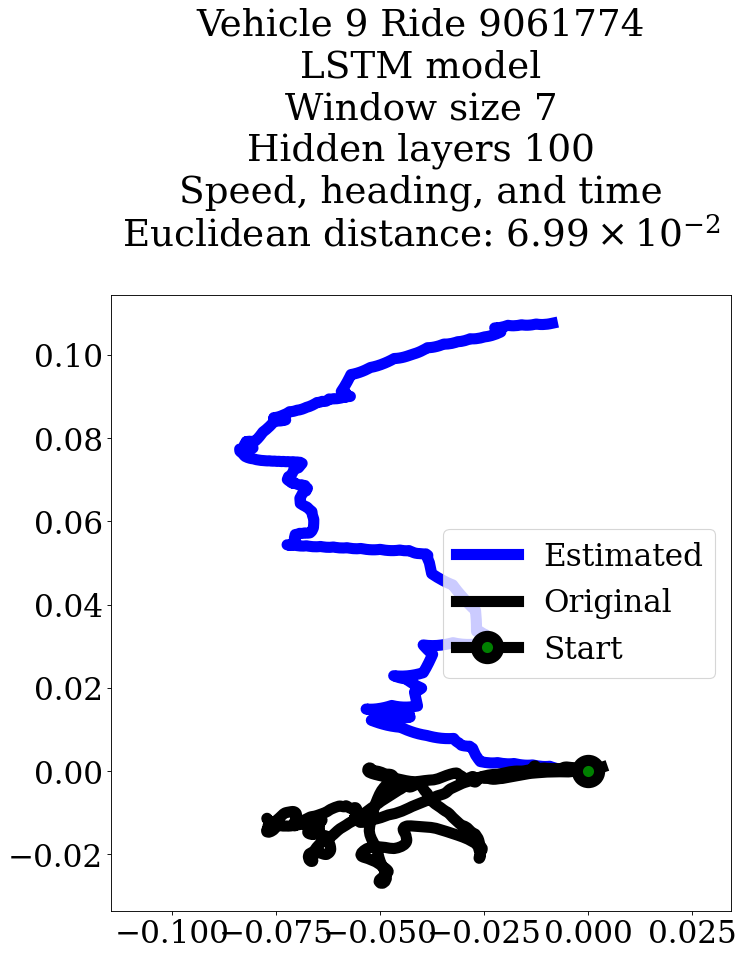 Vehicle 9 Ride 9061774
LSTM model
Window size 7
Hidden layers 100
Speed, heading, and time
Euclidean distance: 6.99 × 10⁻²
0.10
0.08
0.06
0.04
0.02
0.00
−0.02
Estimated
Original
Start
−0.100 −0.075 −0.050 −0.025 0.000 0.025